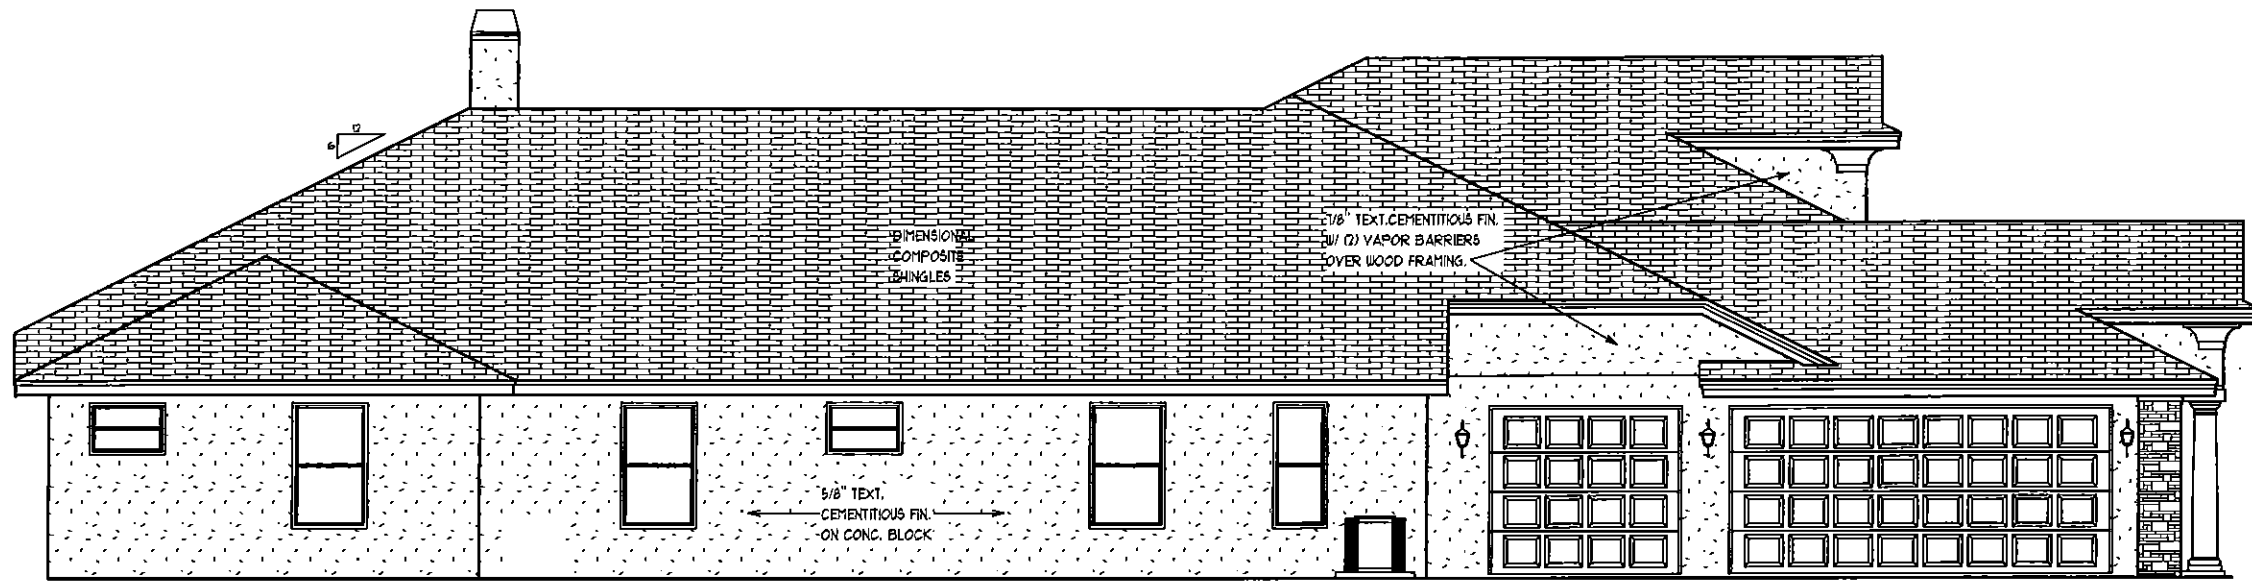 12
6
DIMENSIONAL
COMPOSITE
SHINGLES
7/8" TEXT.CEMENTITIOUS FIN.
W/ (2) VAPOR BARRIERS
OVER WOOD FRAMING.
5/8" TEXT.
CEMENTITIOUS FIN.
ON CONC. BLOCK